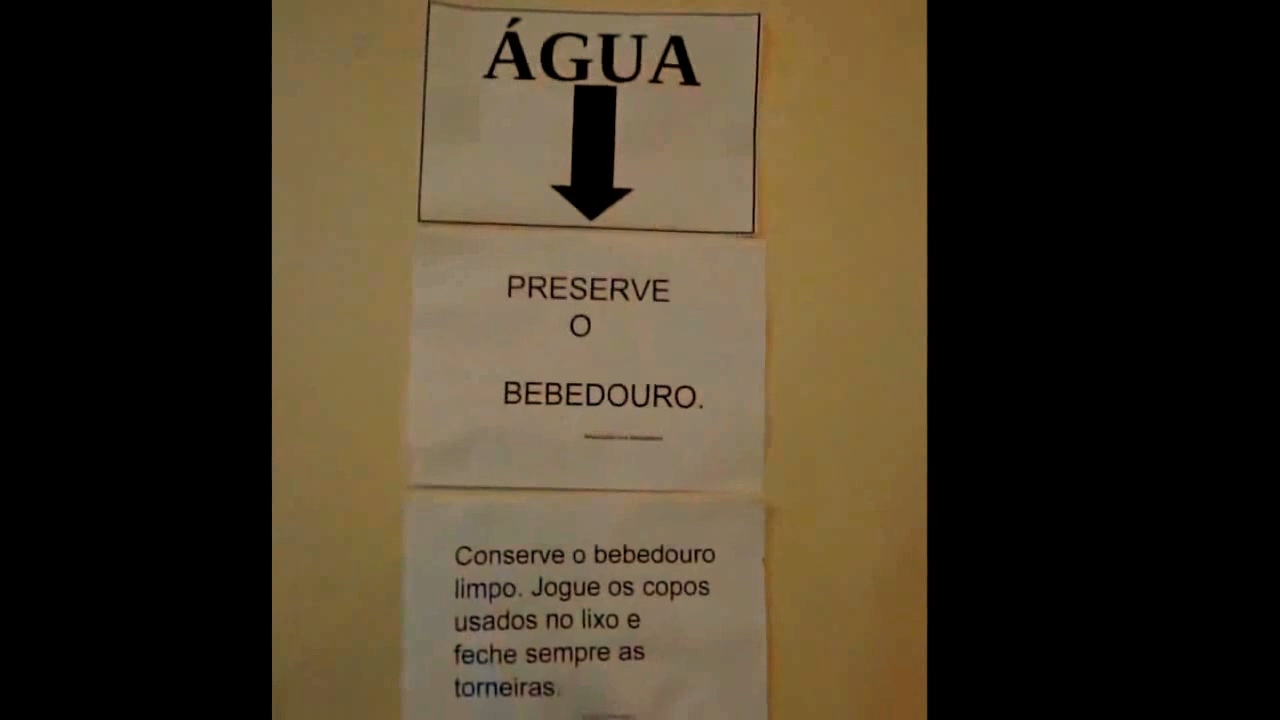 ÁGUA
PRESERVE
O
BEBEDOURO.
Conserve o bebedouro
limpo. Jogue os copos
usados no lixo e
feche sempre as
torneiras.